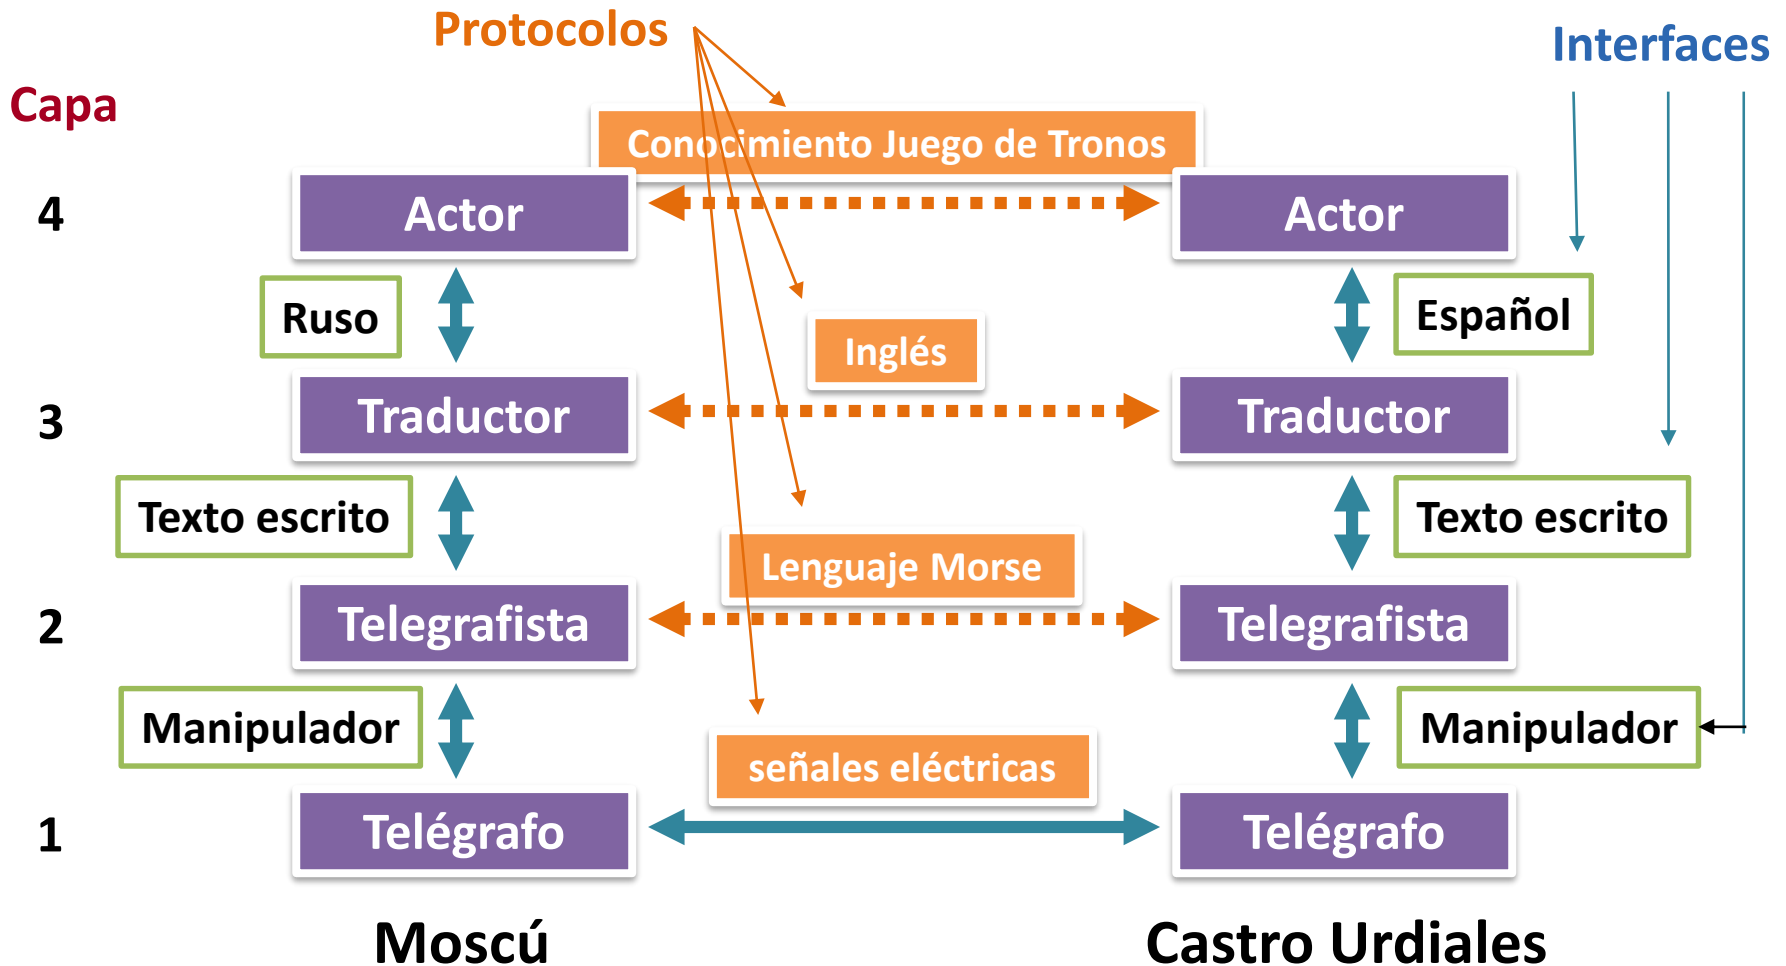 Protocolos
Interfaces
Capa
Conocimiento Juego de Tronos
4
Actor
Actor
Ruso
Español
Inglés
3
Traductor
Traductor
Texto escrito
Texto escrito
Lenguaje Morse
2
Telegrafista
Telegrafista
Manipulador
Manipulador
señales eléctricas
1
Telégrafo
Telégrafo
Moscú
Castro Urdiales